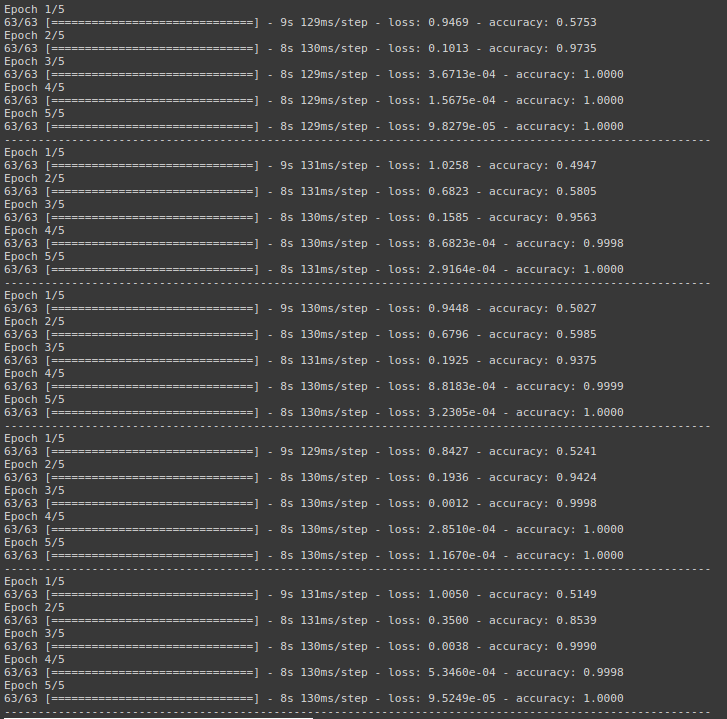 Epoch 1/5
63/63 [==============================] - 9s 129ms/step - loss: 0.9469 - accuracy: 0.5753
Epoch 2/5
63/63 [==============================] - 8s 130ms/step - loss: 0.1013 - accuracy: 0.9735
Epoch 3/5
63/63 [==============================] - 8s 129ms/step - loss: 3.6713e-04 - accuracy: 1.0000
Epoch 4/5
63/63 [==============================] - 8s 129ms/step - loss: 1.5675e-04 - accuracy: 1.0000
Epoch 5/5
63/63 [==============================] - 8s 129ms/step - loss: 9.8279e-05 - accuracy: 1.0000
---------------------------------------------------------------------------------------------------------
Epoch 1/5
63/63 [==============================] - 9s 131ms/step - loss: 1.0258 - accuracy: 0.4947
Epoch 2/5
63/63 [==============================] - 8s 131ms/step - loss: 0.6823 - accuracy: 0.5805
Epoch 3/5
63/63 [==============================] - 8s 130ms/step - loss: 0.1585 - accuracy: 0.9563
Epoch 4/5
63/63 [==============================] - 8s 130ms/step - loss: 8.6823e-04 - accuracy: 0.9998
Epoch 5/5
63/63 [==============================] - 8s 131ms/step - loss: 2.9164e-04 - accuracy: 1.0000
---------------------------------------------------------------------------------------------------------
Epoch 1/5
63/63 [==============================] - 9s 130ms/step - loss: 0.9448 - accuracy: 0.5027
Epoch 2/5
63/63 [==============================] - 8s 130ms/step - loss: 0.6796 - accuracy: 0.5985
Epoch 3/5
63/63 [==============================] - 8s 131ms/step - loss: 0.1925 - accuracy: 0.9375
Epoch 4/5
63/63 [==============================] - 8s 130ms/step - loss: 8.8183e-04 - accuracy: 0.9999
Epoch 5/5
63/63 [==============================] - 8s 130ms/step - loss: 3.2305e-04 - accuracy: 1.0000
---------------------------------------------------------------------------------------------------------
Epoch 1/5
63/63 [==============================] - 9s 129ms/step - loss: 0.8427 - accuracy: 0.5241
Epoch 2/5
63/63 [==============================] - 8s 130ms/step - loss: 0.1936 - accuracy: 0.9424
Epoch 3/5
63/63 [==============================] - 8s 130ms/step - loss: 0.0012 - accuracy: 0.9998
Epoch 4/5
63/63 [==============================] - 8s 130ms/step - loss: 2.8510e-04 - accuracy: 1.0000
Epoch 5/5
63/63 [==============================] - 8s 130ms/step - loss: 1.1670e-04 - accuracy: 1.0000
---------------------------------------------------------------------------------------------------------
Epoch 1/5
63/63 [==============================] - 9s 131ms/step - loss: 1.0050 - accuracy: 0.5149
Epoch 2/5
63/63 [==============================] - 8s 131ms/step - loss: 0.3500 - accuracy: 0.8539
Epoch 3/5
63/63 [==============================] - 8s 130ms/step - loss: 0.0038 - accuracy: 0.9990
Epoch 4/5
63/63 [==============================] - 8s 130ms/step - loss: 5.3460e-04 - accuracy: 0.9998
Epoch 5/5
63/63 [==============================] - 8s 130ms/step - loss: 9.5249e-05 - accuracy: 1.0000
---------------------------------------------------------------------------------------------------------